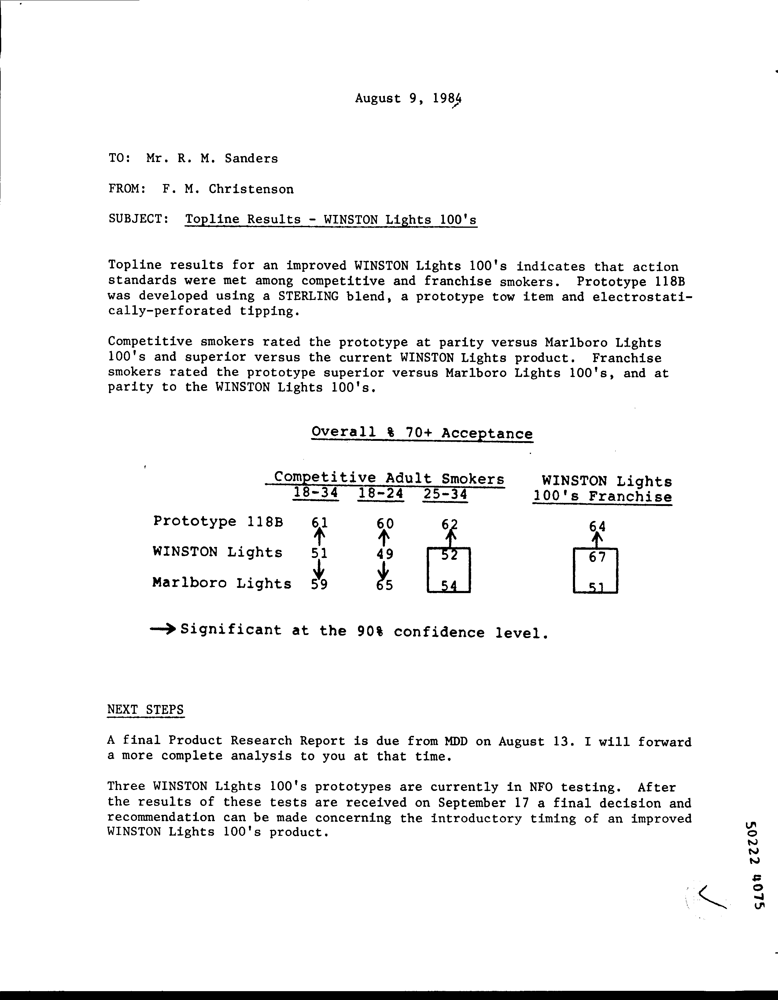 August 9, 1984
TO: Mr. R. M. Sanders
FROM: F. M. Christenson
SUBJECT: Topline Results - WINSTON Lights 100's
Topline results for an improved WINSTON Lights 100's indicates that action
standards were met among competitive and franchise smokers. Prototype 118B
was developed using a STERLING blend, a prototype tow item and electrostati-
cally-perforated tipping.
Competitive smokers rated the prototype at parity versus Marlboro Lights
100's and superior versus the current WINSTON Lights product. Franchise
smokers rated the prototype superior versus Marlboro Lights 100's, and at
parity to the WINSTON Lights 100's.
Overall % 70+ Acceptance
Competitive Adult Smokers WINSTON Lights
18-34 18-24 25-34 100's Franchise
Prototype 118B 61 60 62 64
WINSTON Lights 51 49 52 67
Marlboro Lights 59 65 54 51
→ Significant at the 90% confidence level.
NEXT STEPS
A final Product Research Report is due from MDD on August 13. I will forward
a more complete analysis to you at that time.
Three WINSTON Lights 100's prototypes are currently in NFO testing. After
the results of these tests are received on September 17 a final decision and
recommendation can be made concerning the introductory timing of an improved
WINSTON Lights 100's product.
50222 4075